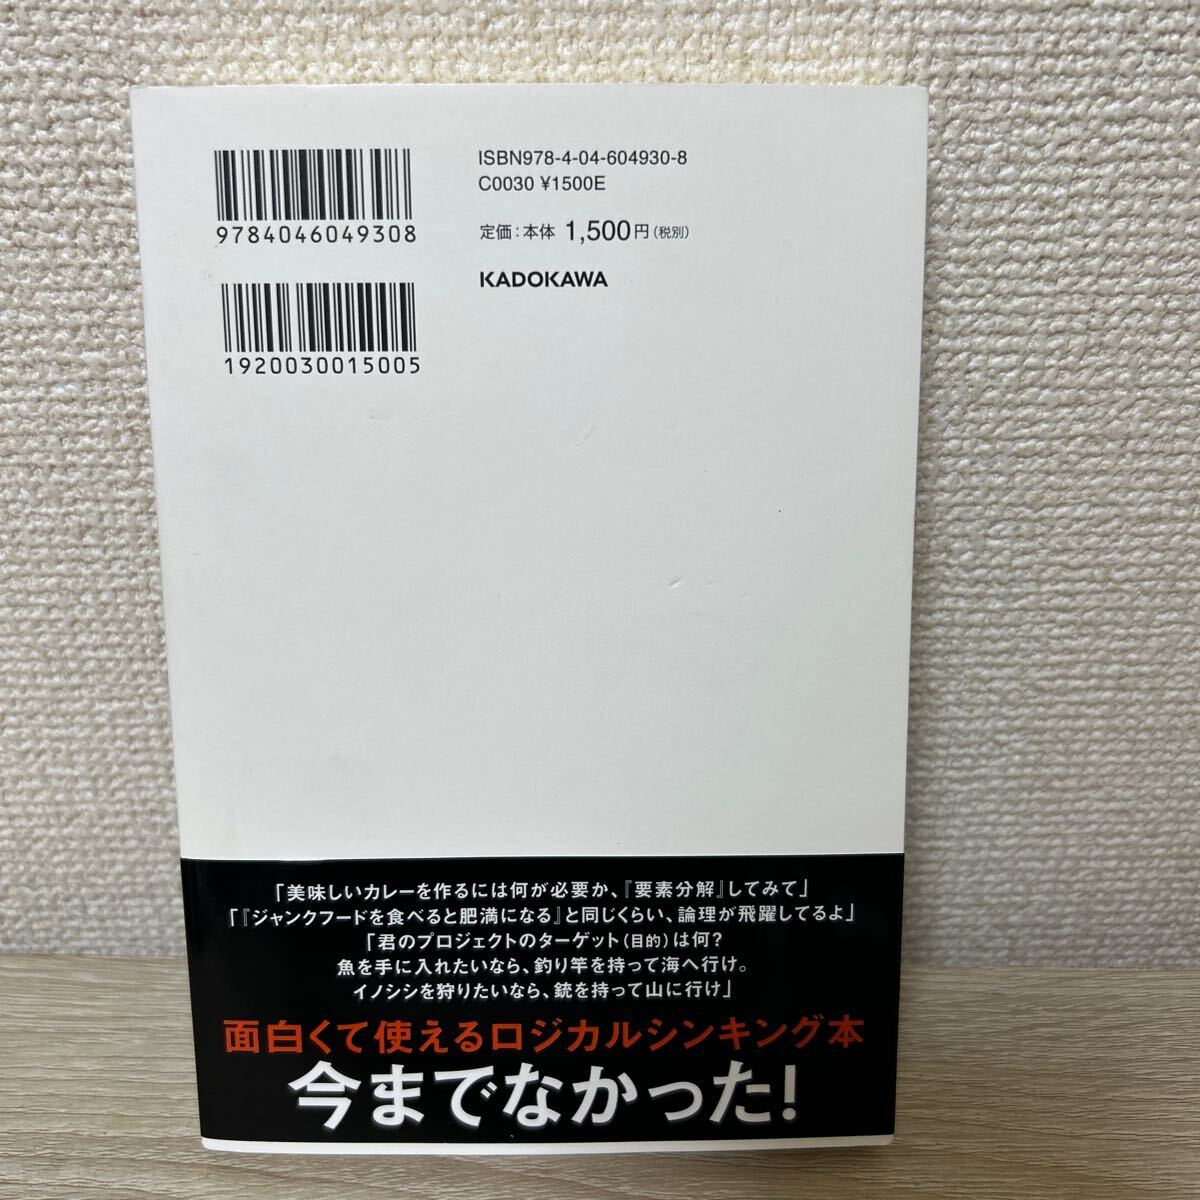 ISBN978-4-04-604930-8
C0030 ¥1500E
9784046049308
定価:本体 1,500円(税別)
KADOKAWA
1920030015005
「美味しいカレーを作るには何が必要か、『要素分解』してみて」
「『ジャンクフードを食べると肥満になる』と同じくらい、論理が飛躍してるよ」
「君のプロジェクトのターゲット(目的)は何?
魚を手に入れたいなら、釣り竿を持って海へ行け。
イノシシを狩りたいなら、銃を持って山に行け」
面白くて使えるロジカルシンキング本
今までなかった!